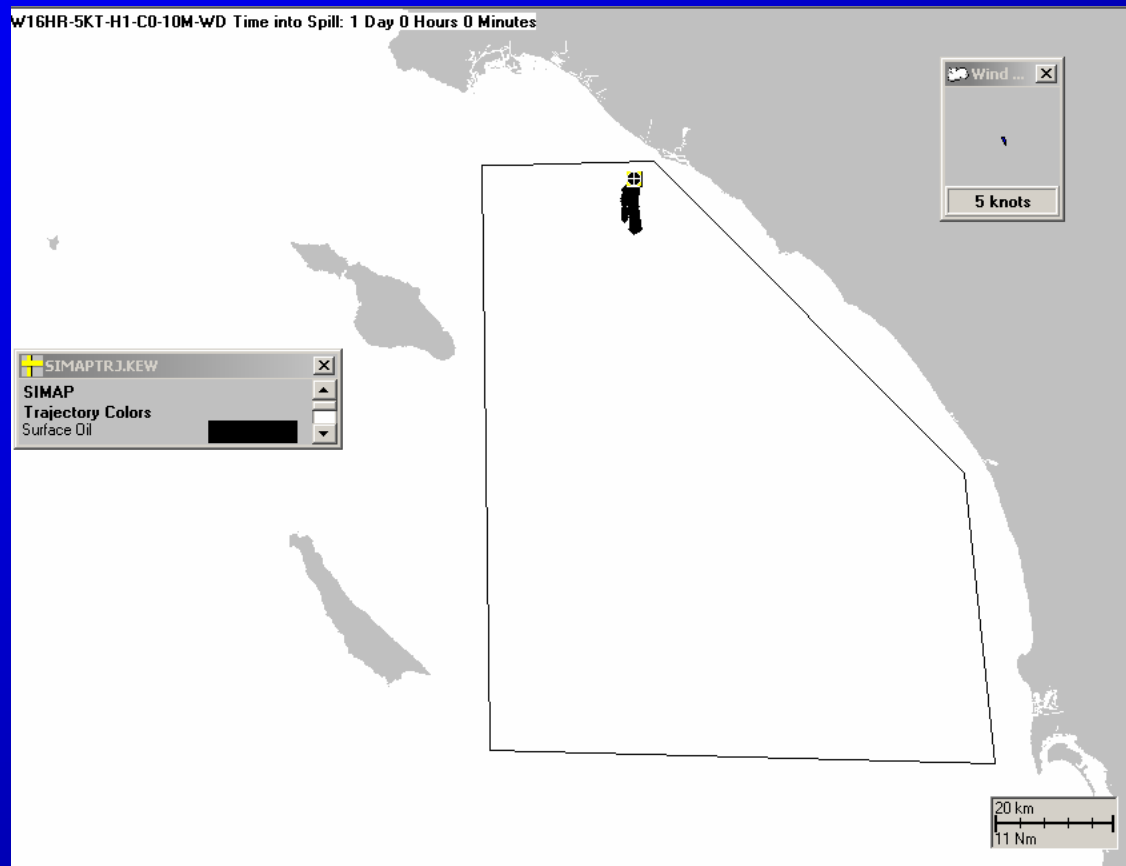 W16HR-5KT-H1-C0-10M-WD Time into Spill: 1 Day 0 Hours 0 Minutes
Wind ...
5 knots
SIMAPTRJ.KEW
SIMAP
Trajectory Colors
Surface Oil
20 km
11 Nm